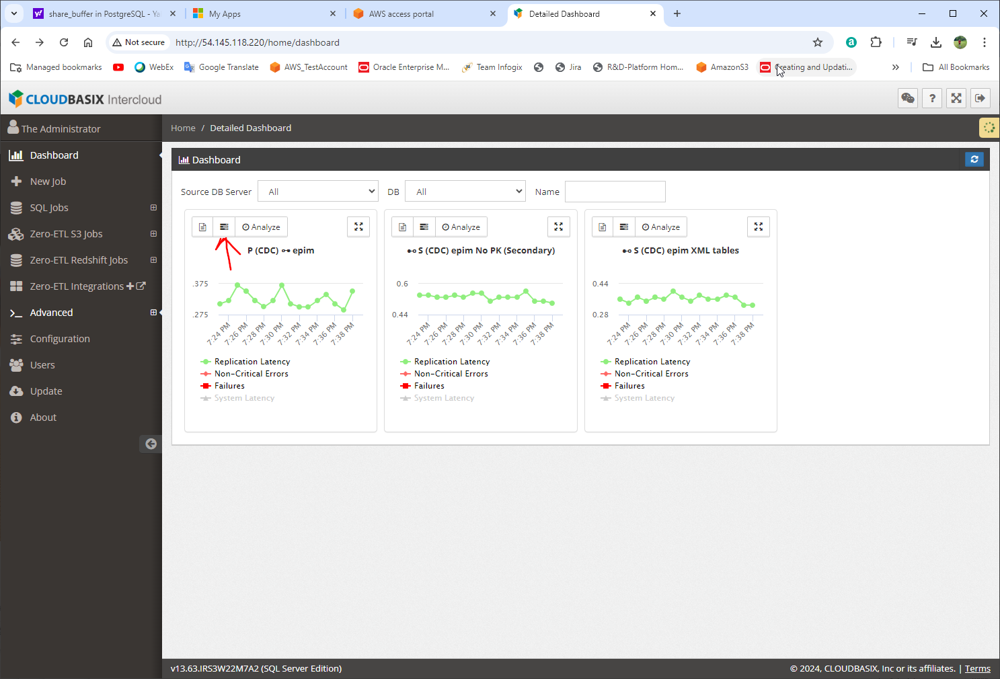 share_buffer in PostgreSQL - Ya
My Apps
AWS access portal
Detailed Dashboard
Not secure
http://54.145.118.220/home/dashboard
Managed bookmarks
WebEx
Google Translate
AWS_TestAccount
Oracle Enterprise M...
Team Infogix
Jira
R&D-Platform Hom...
AmazonS3
Creating and Updati...
All Bookmarks
CLOUDBASIX Intercloud
The Administrator
Home / Detailed Dashboard
Dashboard
New Job
SQL Jobs
Zero-ETL S3 Jobs
Zero-ETL Redshift Jobs
Zero-ETL Integrations
Advanced
Configuration
Users
Update
About
Dashboard
Source DB Server
All
DB
All
Name
Analyze
P (CDC) epim
.375
.275
7:24 PM
7:26 PM
7:28 PM
7:30 PM
7:32 PM
7:34 PM
7:36 PM
7:38 PM
Replication Latency
Non-Critical Errors
Failures
System Latency
Analyze
S (CDC) epim No PK (Secondary)
0.6
0.44
7:24 PM
7:26 PM
7:28 PM
7:30 PM
7:32 PM
7:34 PM
7:36 PM
7:38 PM
Replication Latency
Non-Critical Errors
Failures
System Latency
Analyze
S (CDC) epim XML tables
0.44
0.28
7:24 PM
7:26 PM
7:28 PM
7:30 PM
7:32 PM
7:34 PM
7:36 PM
7:38 PM
Replication Latency
Non-Critical Errors
Failures
System Latency
v13.63.IRS3W22M7A2 (SQL Server Edition)
© 2024, CLOUDBASIX, Inc or its affiliates. | Terms